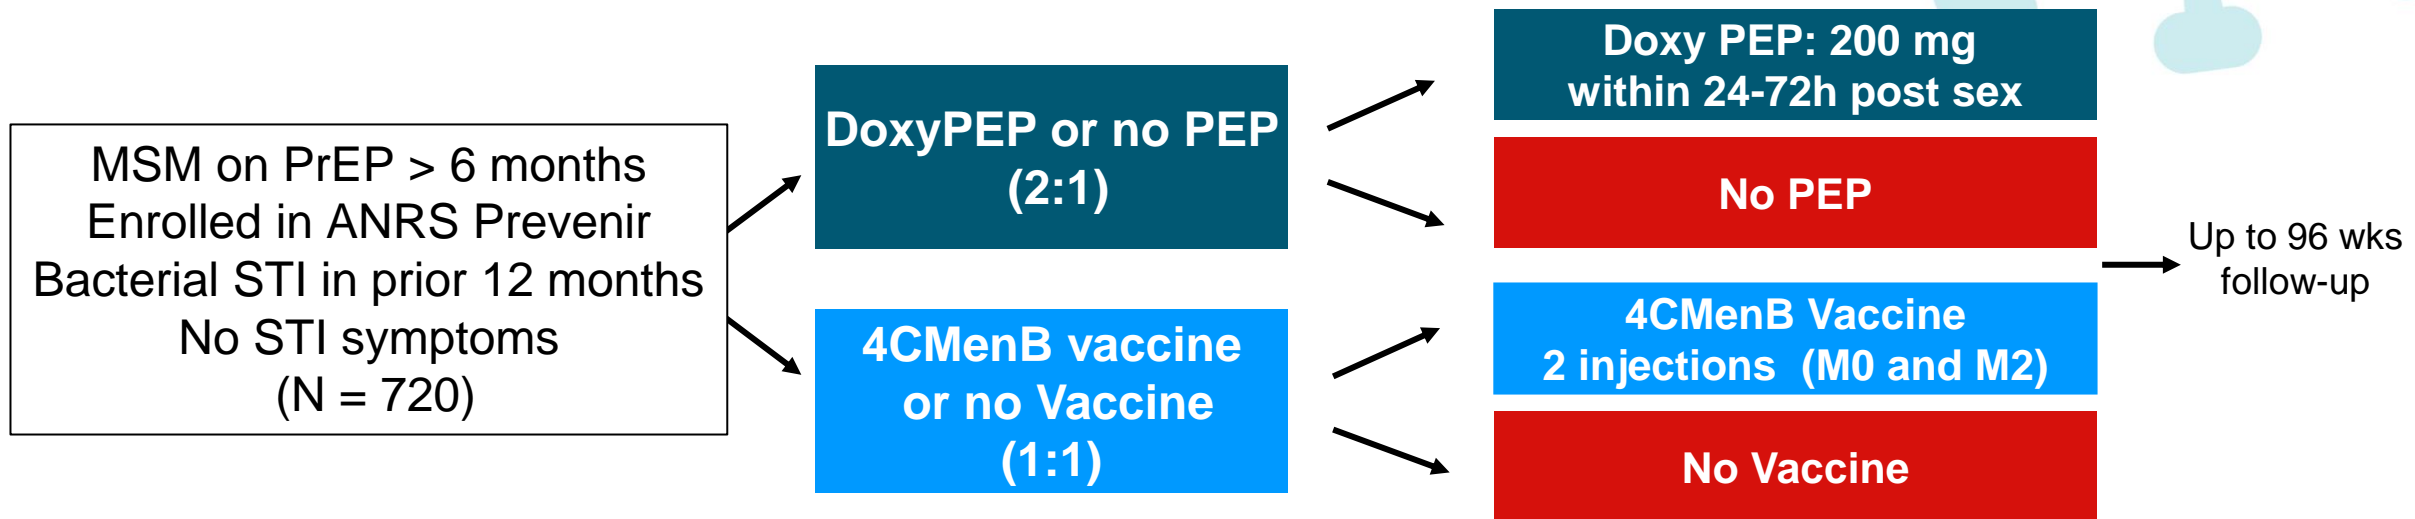 MSM on PrEP > 6 months
Enrolled in ANRS Prevenir
Bacterial STI in prior 12 months
No STI symptoms
(N = 720)
DoxyPEP or no PEP
(2:1)
4CMenB vaccine
or no Vaccine
(1:1)
Doxy PEP: 200 mg
within 24-72h post sex
No PEP
4CMenB Vaccine
2 injections (M0 and M2)
No Vaccine
Up to 96 wks
follow-up